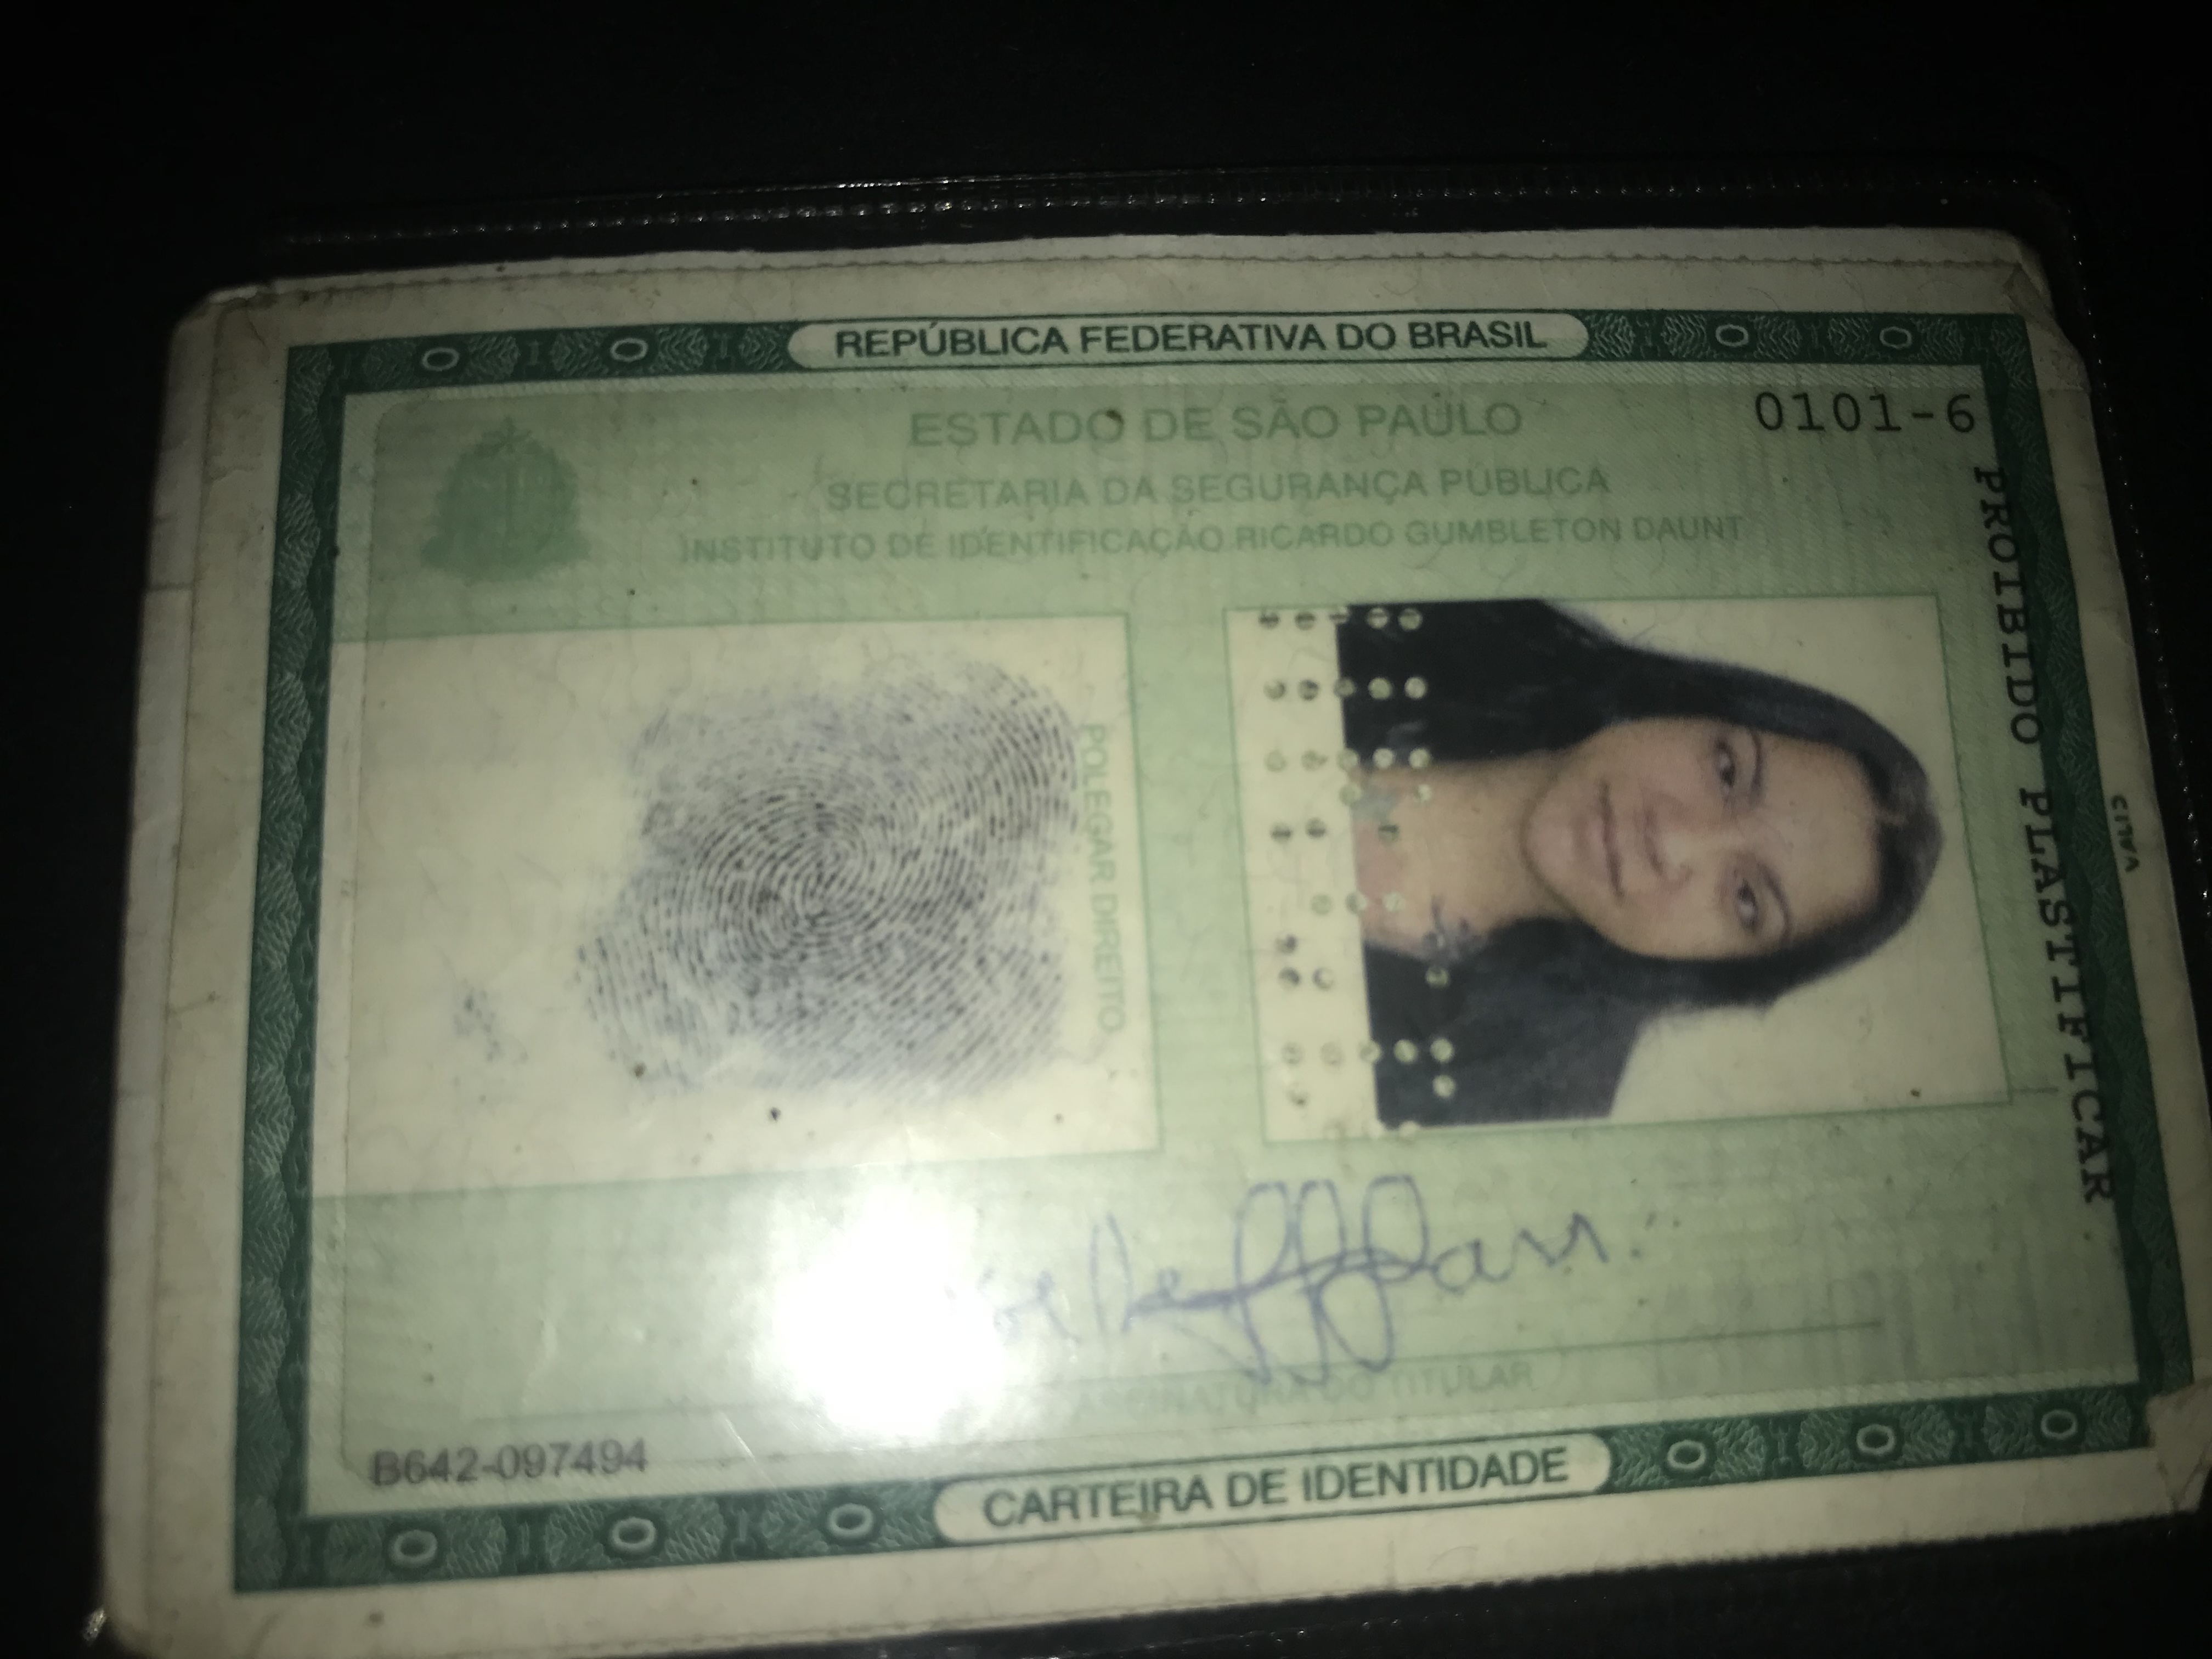 REPÚBLICA FEDERATIVA DO BRASIL
ESTADO DE SÃO PAULO
0101-6
SECRETARIA DA SEGURANÇA PÚBLICA
INSTITUTO DE IDENTIFICAÇÃO RICARDO GUMBLETON DAUNT
POLEGAR DIREITO
PROIBIDO PLASTIFICAR
VALID
ASSINATURA DO TITULAR
B642-097494
CARTEIRA DE IDENTIDADE